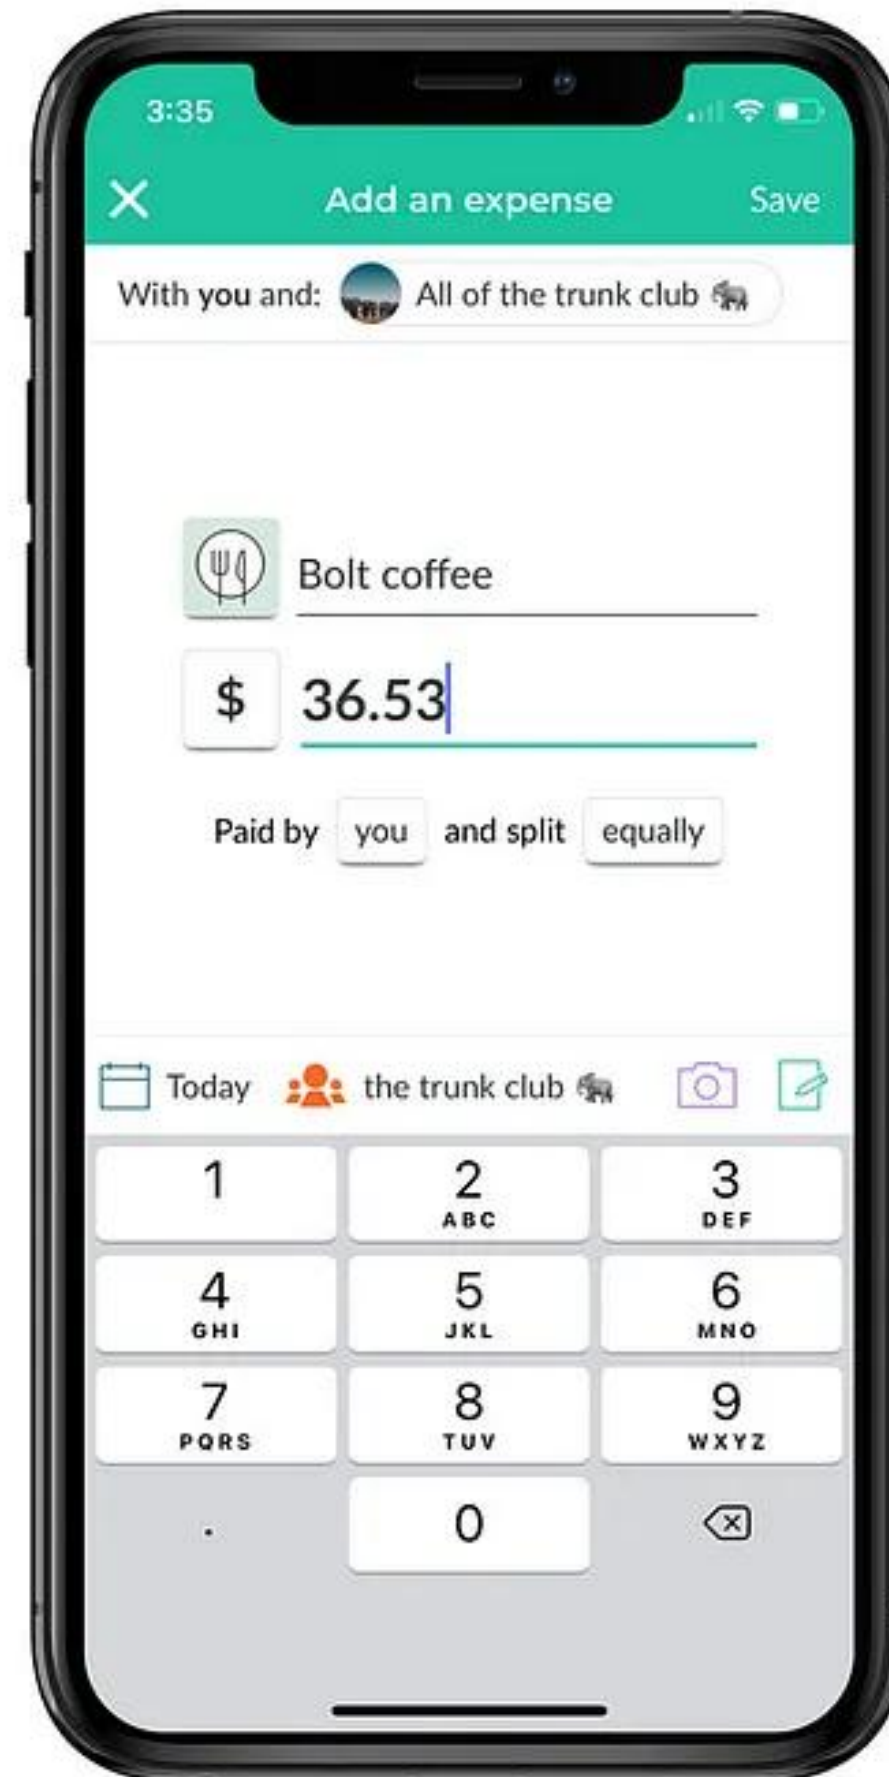 3:35
Add an expense Save
With you and: All of the trunk club 🐘
Bolt coffee
$ 36.53
Paid by you and split equally
Today the trunk club 🐘
1 2 3
ABC DEF
4 5 6
GHI JKL MNO
7 8 9
PQRS TUV WXYZ
. 0